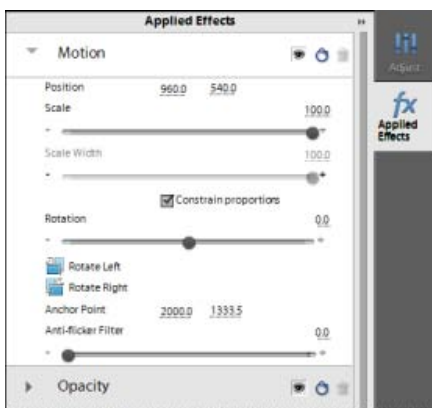 Applied Effects
Motion
Adjust
Position 960.0 540.0
Scale 100.0
fx
Applied
Effects
Scale Width 100.0
Constrain proportions
Rotation 0.0
Rotate Left
Rotate Right
Anchor Point 2000.0 1333.5
Anti-flicker Filter 0.0
Opacity